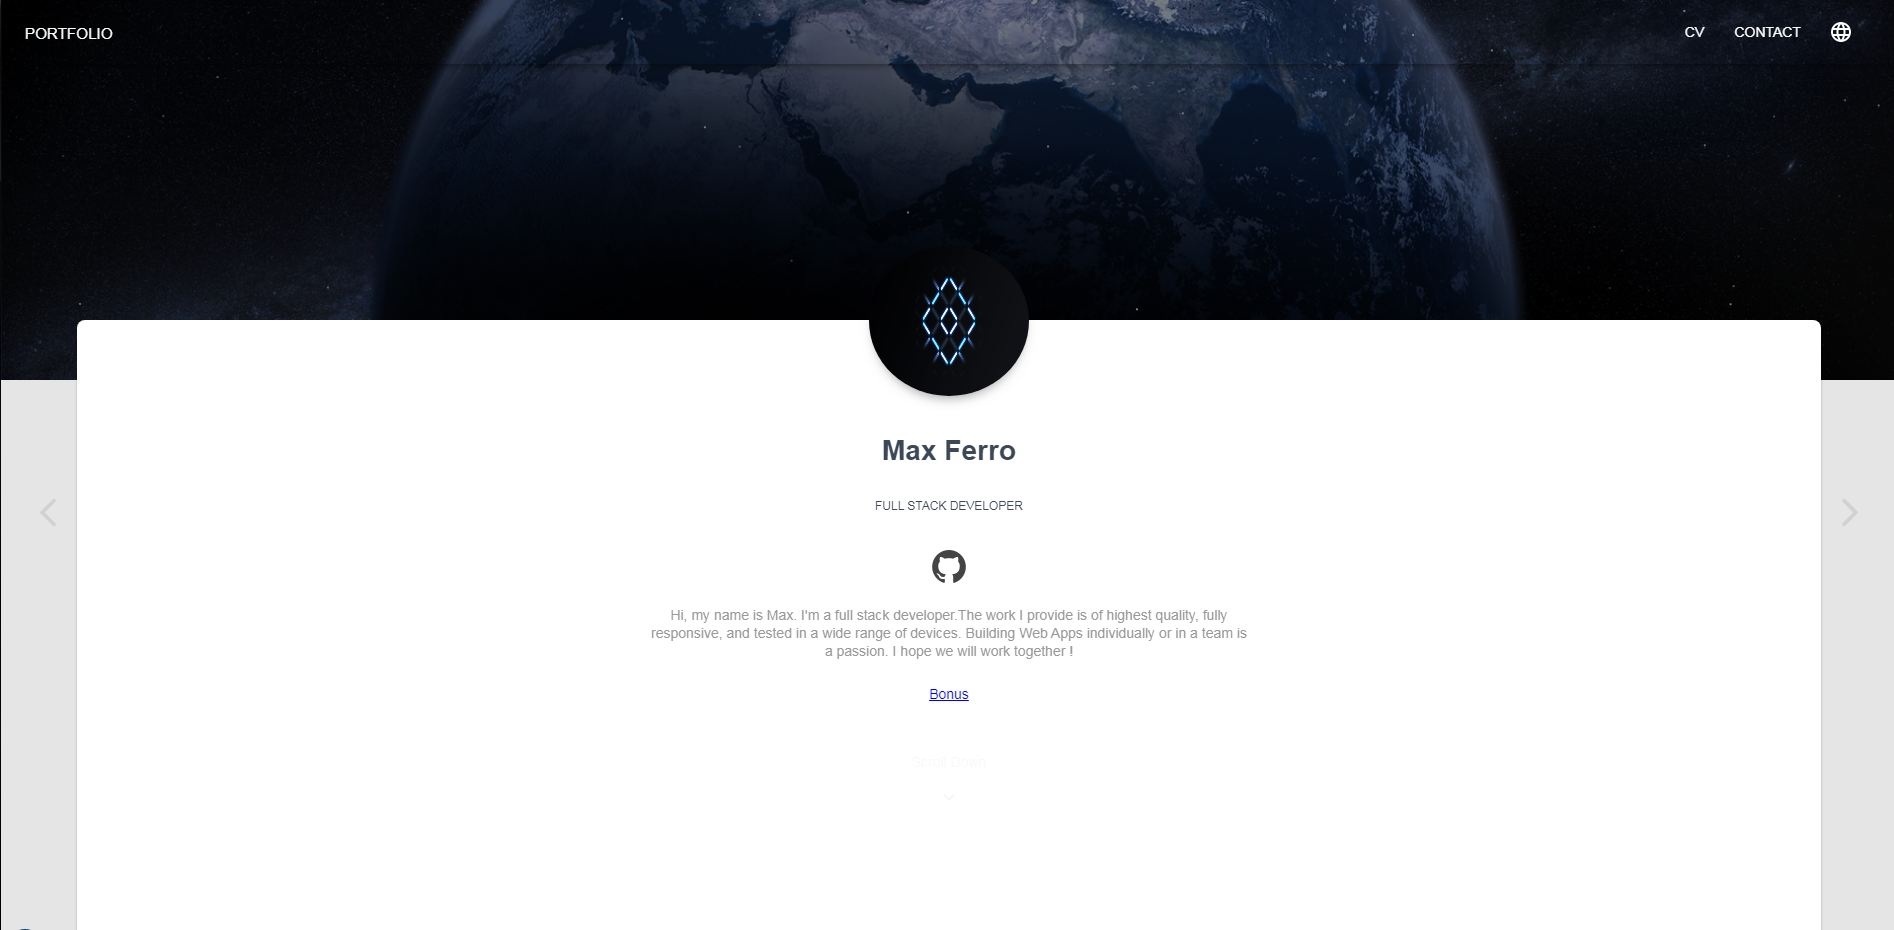 PORTFOLIO
CV
CONTACT
Max Ferro
FULL STACK DEVELOPER
Hi, my name is Max. I'm a full stack developer.The work I provide is of highest quality, fully
responsive, and tested in a wide range of devices. Building Web Apps individually or in a team is
a passion. I hope we will work together !
Bonus
Scroll Down